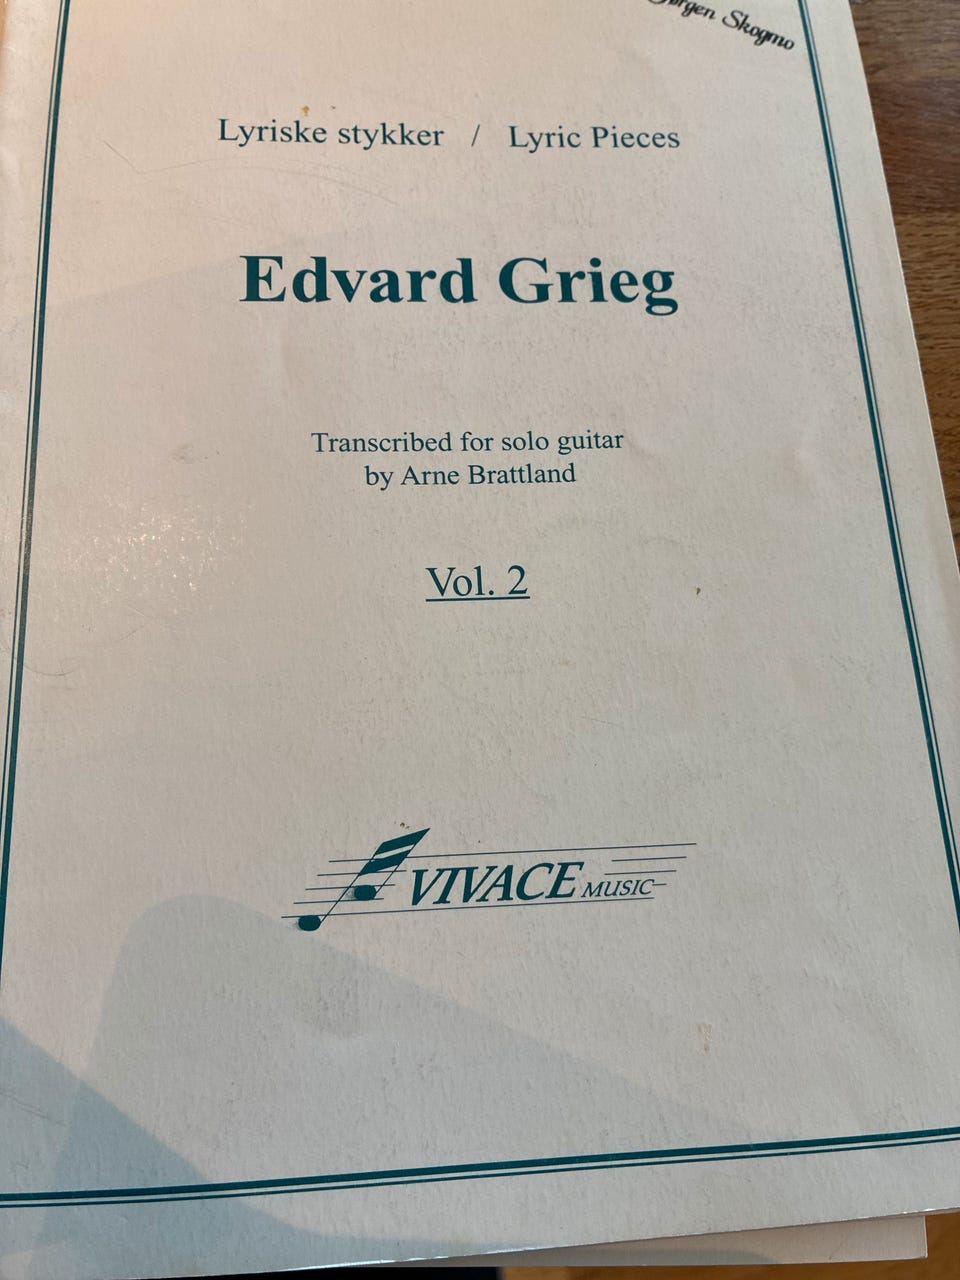 Skogmo
Lyriske stykker / Lyric Pieces
Edvard Grieg
Transcribed for solo guitar
by Arne Brattland
Vol. 2
VIVACE MUSIC